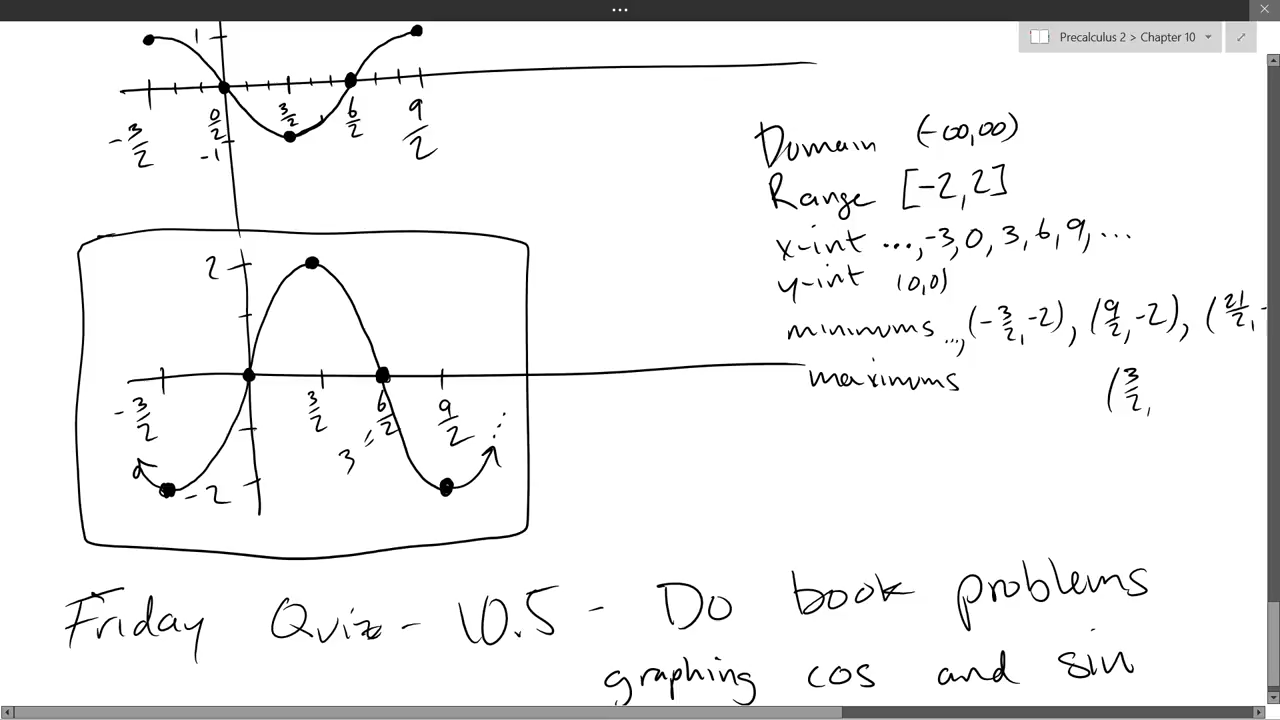 ...
Precalculus 2 > Chapter 10
1
-3/2 0/2 3/2 6/2 9/2
-1
Domain (-∞,∞)
Range [-2,2]
x-int ...,-3,0,3,6,9,...
y-int (0,0)
minimums ...,(-3/2,-2),(9/2,-2),(21/2,-
maximums (3/2,
2
-3/2 3/2 3=6/2 9/2
-2
Friday Quiz - 10.5 - Do book problems
graphing cos and sin